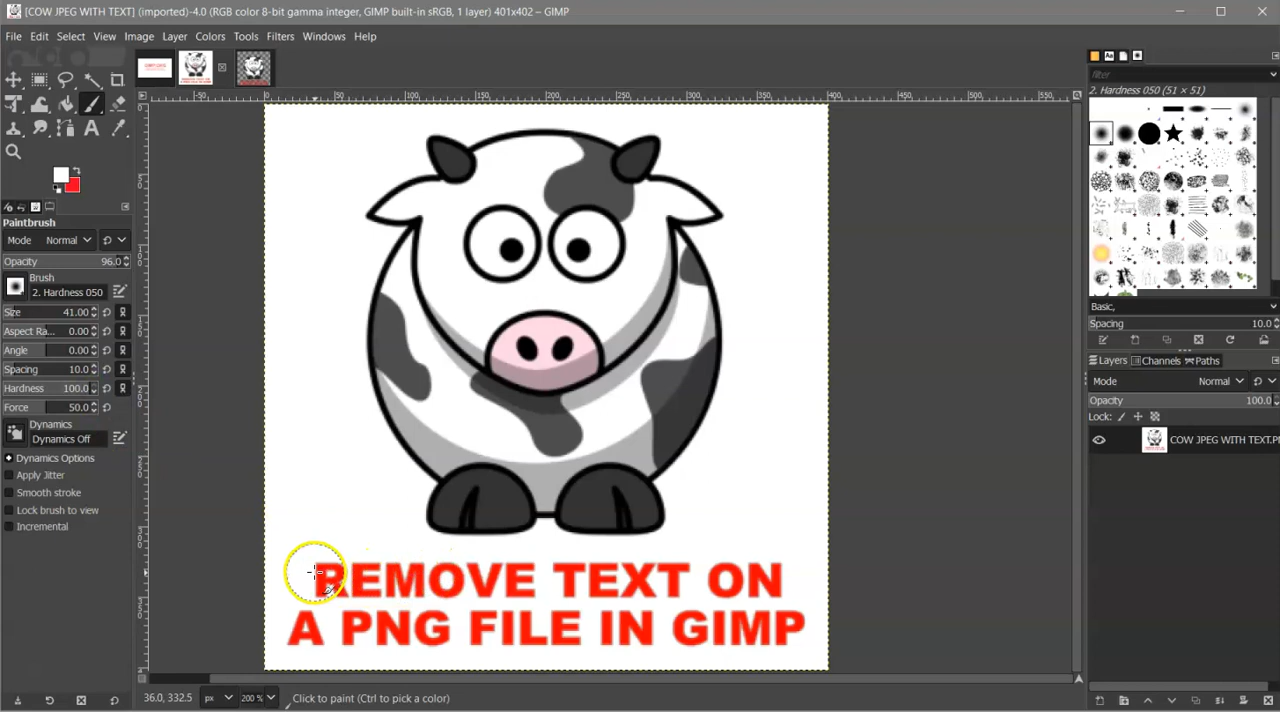 [COW JPEG WITH TEXT] (imported)-4.0 (RGB color 8-bit gamma integer, GIMP built-in sRGB, 1 layer) 401x402 – GIMP
File Edit Select View Image Layer Colors Tools Filters Windows Help
filter
2. Hardness 050 (51 × 51)
Paintbrush
Mode Normal
Opacity 96.0
Brush
2. Hardness 050
Size 41.00
Aspect Ra... 0.00
Angle 0.00
Spacing 10.0
Hardness 100.0
Force 50.0
Dynamics
Dynamics Off
Dynamics Options
Apply Jitter
Smooth stroke
Lock brush to view
Incremental
REMOVE TEXT ON
A PNG FILE IN GIMP
Basic,
Spacing 10.0
Layers Channels Paths
Mode Normal
Opacity 100.0
Lock:
COW JPEG WITH TEXT.P
36.0, 332.5 px 200 % Click to paint (Ctrl to pick a color)